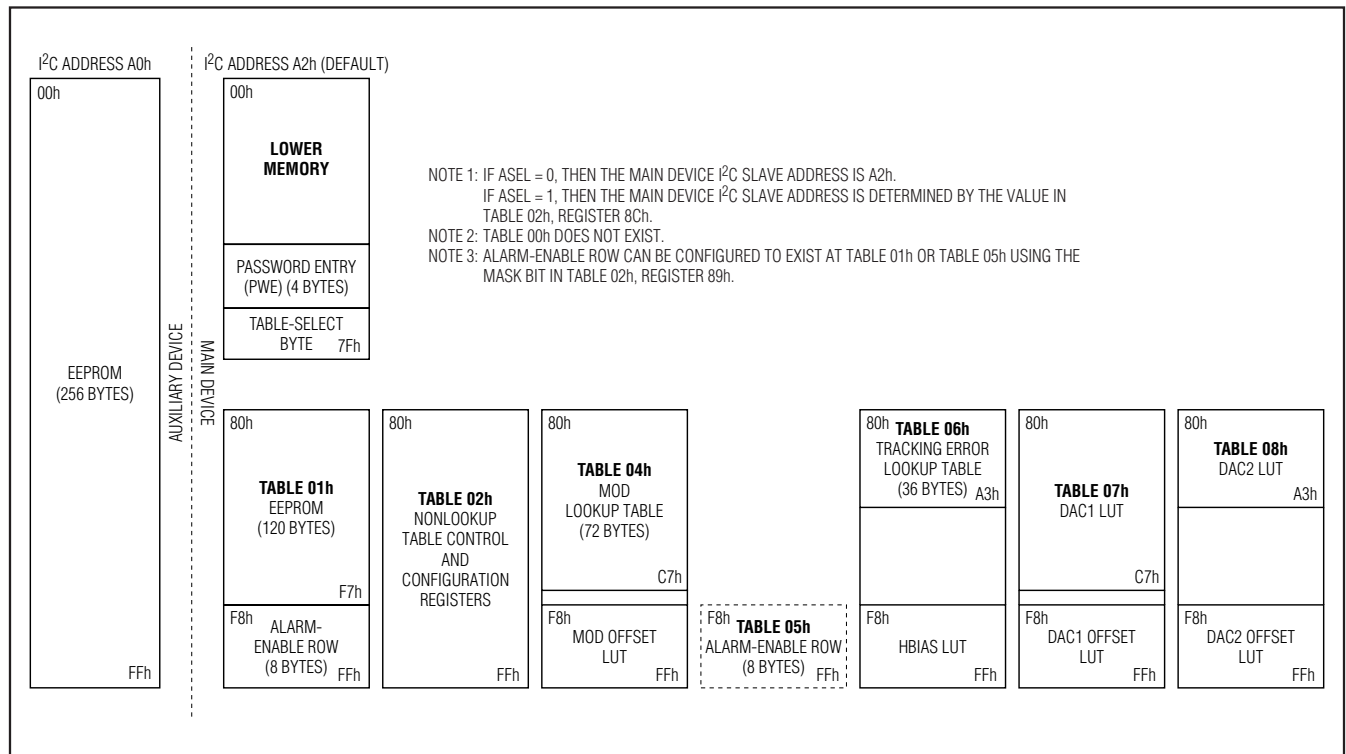 I2C ADDRESS A0h
00h
EEPROM
(256 BYTES)
FFh
AUXILIARY DEVICE
MAIN DEVICE
I2C ADDRESS A2h (DEFAULT)
00h
LOWER
MEMORY
PASSWORD ENTRY
(PWE) (4 BYTES)
TABLE-SELECT
BYTE 7Fh
NOTE 1: IF ASEL = 0, THEN THE MAIN DEVICE I2C SLAVE ADDRESS IS A2h.
IF ASEL = 1, THEN THE MAIN DEVICE I2C SLAVE ADDRESS IS DETERMINED BY THE VALUE IN
TABLE 02h, REGISTER 8Ch.
NOTE 2: TABLE 00h DOES NOT EXIST.
NOTE 3: ALARM-ENABLE ROW CAN BE CONFIGURED TO EXIST AT TABLE 01h OR TABLE 05h USING THE
MASK BIT IN TABLE 02h, REGISTER 89h.
80h
TABLE 01h
EEPROM
(120 BYTES)
F7h
F8h
ALARM-
ENABLE ROW
(8 BYTES) FFh
80h
TABLE 02h
NONLOOKUP
TABLE CONTROL
AND
CONFIGURATION
REGISTERS
FFh
80h
TABLE 04h
MOD
LOOKUP TABLE
(72 BYTES)
C7h
F8h
MOD OFFSET
LUT
FFh
F8h
TABLE 05h
ALARM-ENABLE ROW
(8 BYTES) FFh
80h TABLE 06h
TRACKING ERROR
LOOKUP TABLE
(36 BYTES) A3h
F8h
HBIAS LUT
FFh
80h
TABLE 07h
DAC1 LUT
C7h
F8h
DAC1 OFFSET
LUT
FFh
80h
TABLE 08h
DAC2 LUT
A3h
F8h
DAC2 OFFSET
LUT
FFh